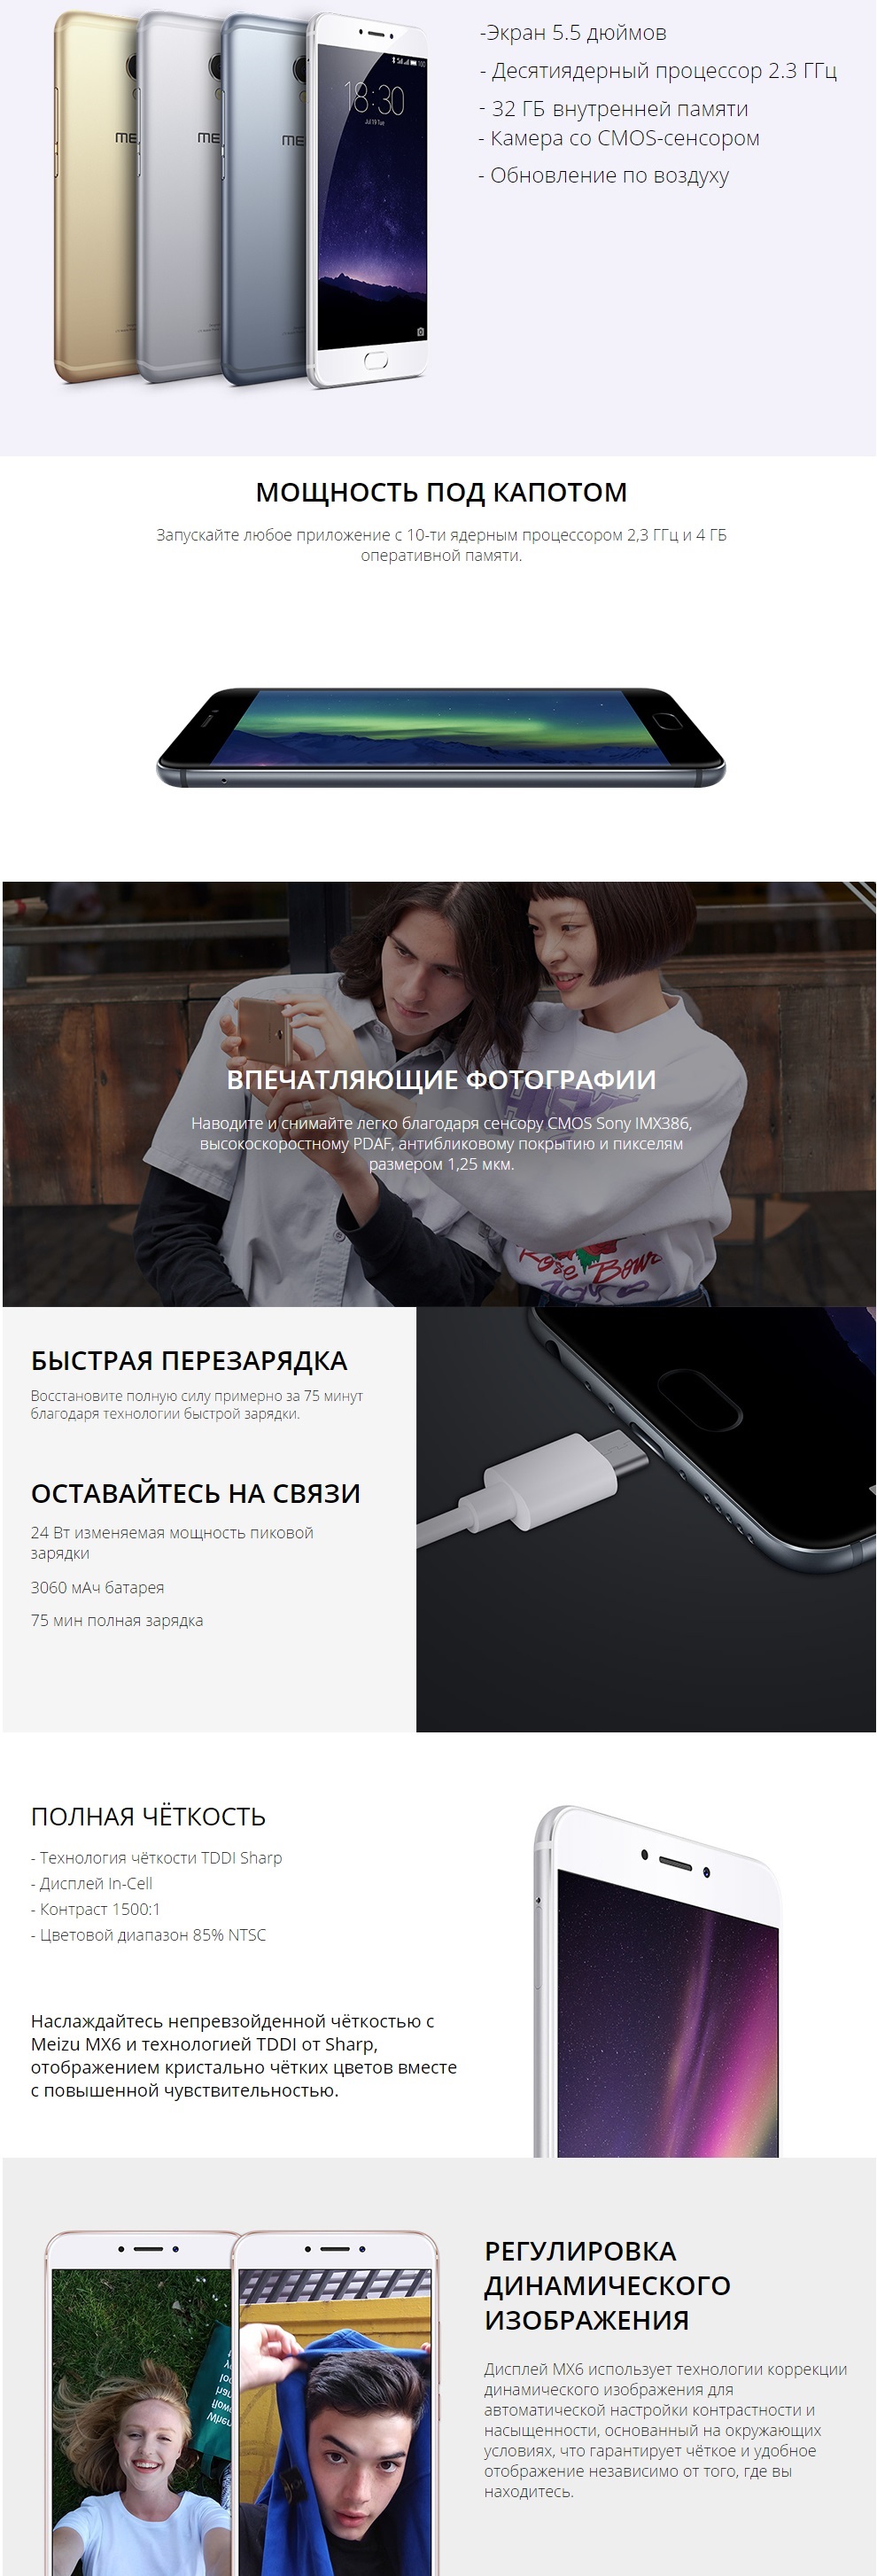 -Экран 5.5 дюймов
- Десятиядерный процессор 2.3 ГГц
- 32 ГБ внутренней памяти
- Камера со CMOS-сенсором
- Обновление по воздуху
ME
ME
ME
18:30
МОЩНОСТЬ ПОД КАПОТОМ
Запускайте любое приложение с 10-ти ядерным процессором 2,3 ГГц и 4 ГБ
оперативной памяти.
ВПЕЧАТЛЯЮЩИЕ ФОТОГРАФИИ
Наводите и снимайте легко благодаря сенсору CMOS Sony IMX386,
высокоскоростному PDAF, антибликовому покрытию и пикселям
размером 1,25 мкм.
Rose Bowl
БЫСТРАЯ ПЕРЕЗАРЯДКА
Восстановите полную силу примерно за 75 минут
благодаря технологии быстрой зарядки.
ОСТАВАЙТЕСЬ НА СВЯЗИ
24 Вт изменяемая мощность пиковой
зарядки
3060 мАч батарея
75 мин полная зарядка
ПОЛНАЯ ЧЁТКОСТЬ
- Технология чёткости TDDI Sharp
- Дисплей In-Cell
- Контраст 1500:1
- Цветовой диапазон 85% NTSC
Наслаждайтесь непревзойденной чёткостью с
Meizu MX6 и технологией TDDI от Sharp,
отображением кристально чётких цветов вместе
с повышенной чувствительностью.
РЕГУЛИРОВКА
ДИНАМИЧЕСКОГО
ИЗОБРАЖЕНИЯ
Дисплей MX6 использует технологии коррекции
динамического изображения для
автоматической настройки контрастности и
насыщенности, основанный на окружающих
условиях, что гарантирует чёткое и удобное
отображение независимо от того, где вы
находитесь.